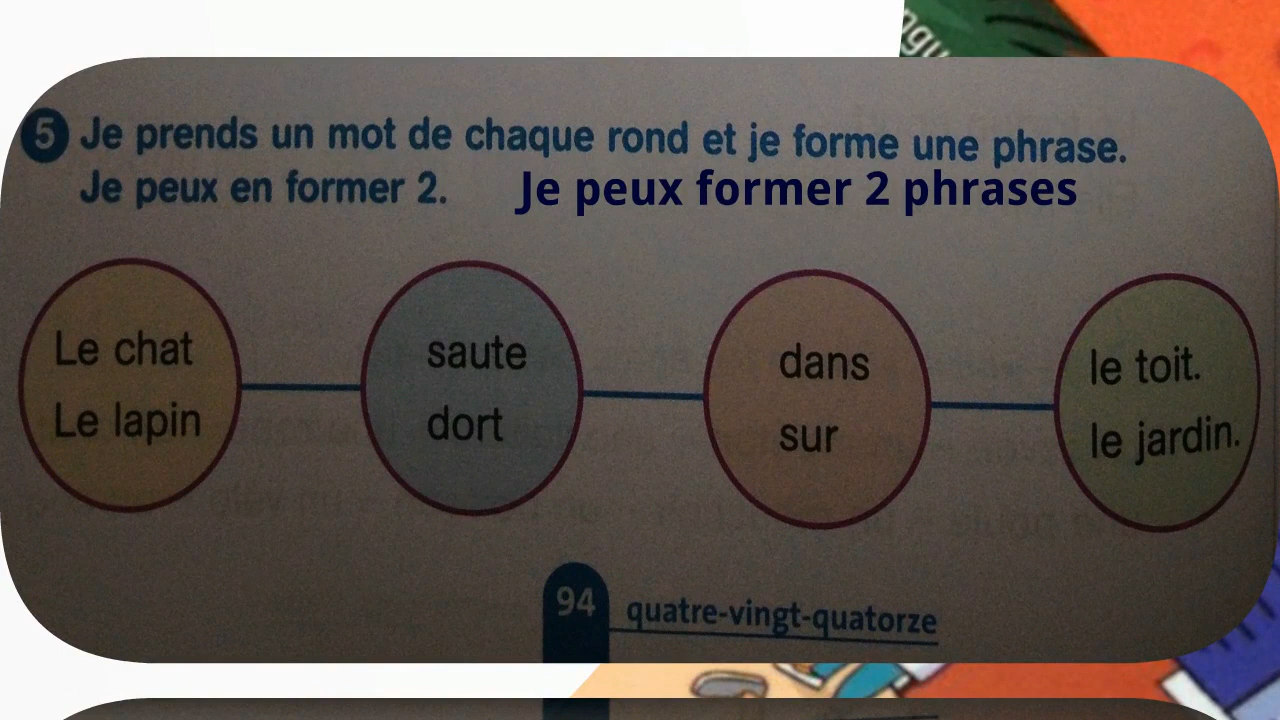 5 Je prends un mot de chaque rond et je forme une phrase.
Je peux en former 2. Je peux former 2 phrases
Le chat
Le lapin
saute
dort
dans
sur
le toit.
le jardin.
94 quatre-vingt-quatorze